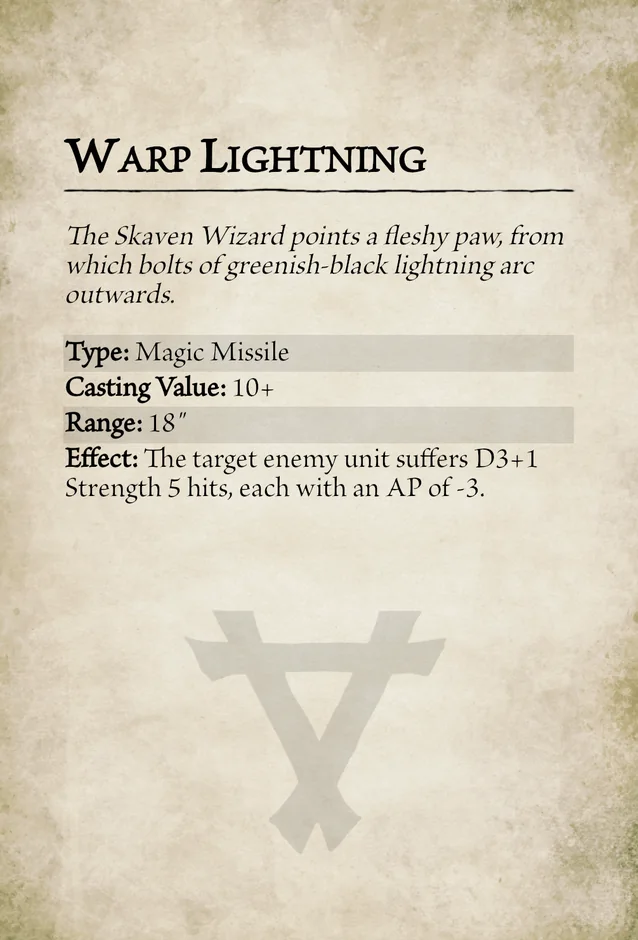 Warp Lightning
The Skaven Wizard points a fleshy paw, from
which bolts of greenish-black lightning arc
outwards.
Type: Magic Missile
Casting Value: 10+
Range: 18"
Effect: The target enemy unit suffers D3+1
Strength 5 hits, each with an AP of -3.